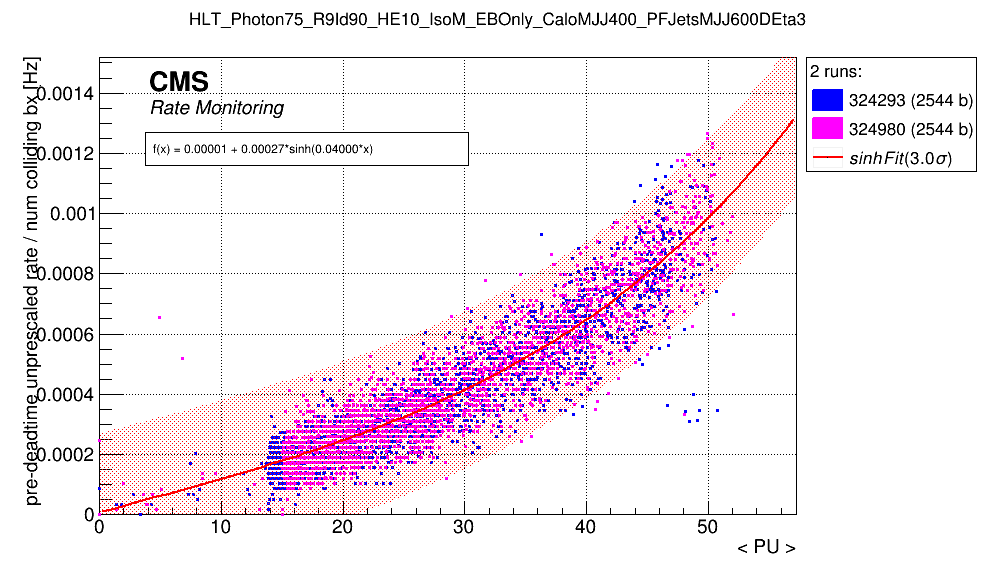 HLT_Photon75_R9Id90_HE10_IsoM_EBOnly_CaloMJJ400_PFJetsMJJ600DEta3
pre-deadtime unprescaled rate / num colliding bx [Hz]
CMS
Rate Monitoring
f(x) = 0.00001 + 0.00027*sinh(0.04000*x)
2 runs:
324293 (2544 b)
324980 (2544 b)
sinhFit(3.0σ)
0.0014
0.0012
0.001
0.0008
0.0006
0.0004
0.0002
0
0 10 20 30 40 50
< PU >